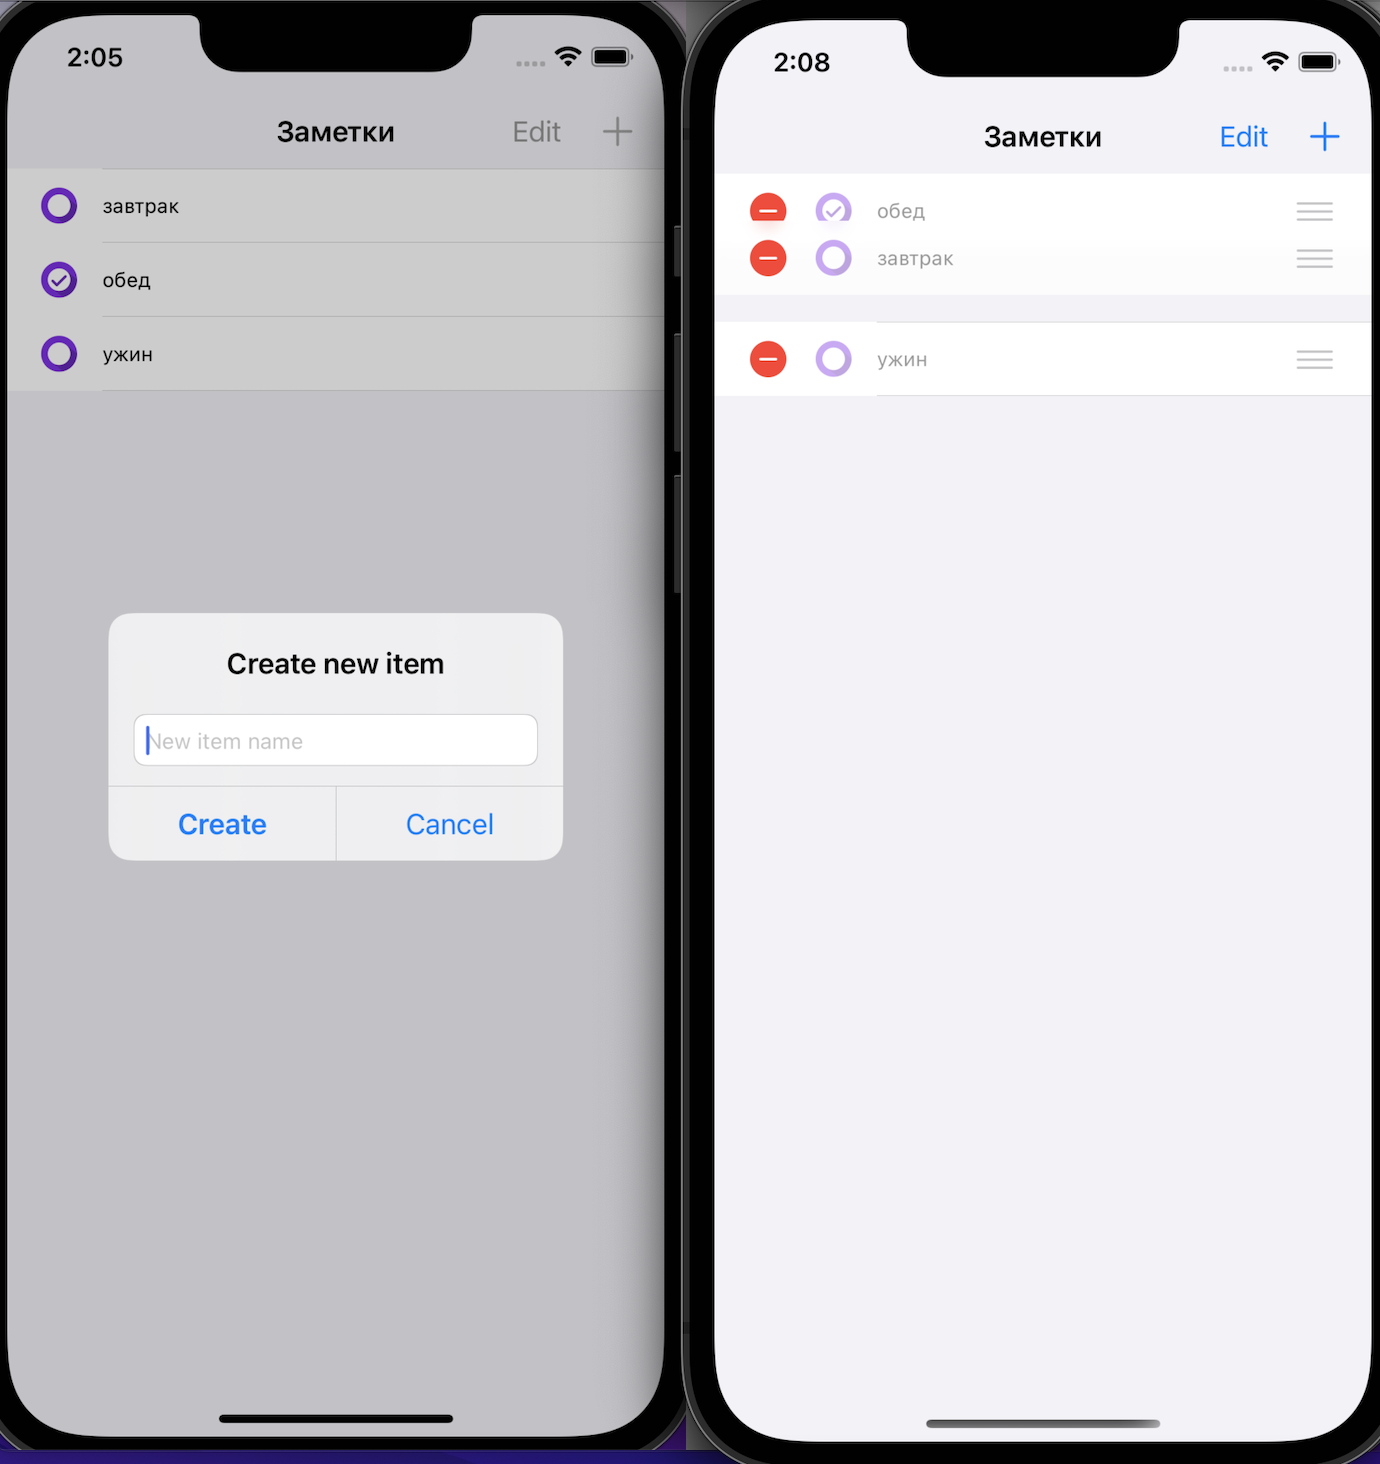 2:05
Заметки Edit
завтрак
обед
ужин
Create new item
New item name
Create Cancel
2:08
Заметки Edit
обед
завтрак
ужин